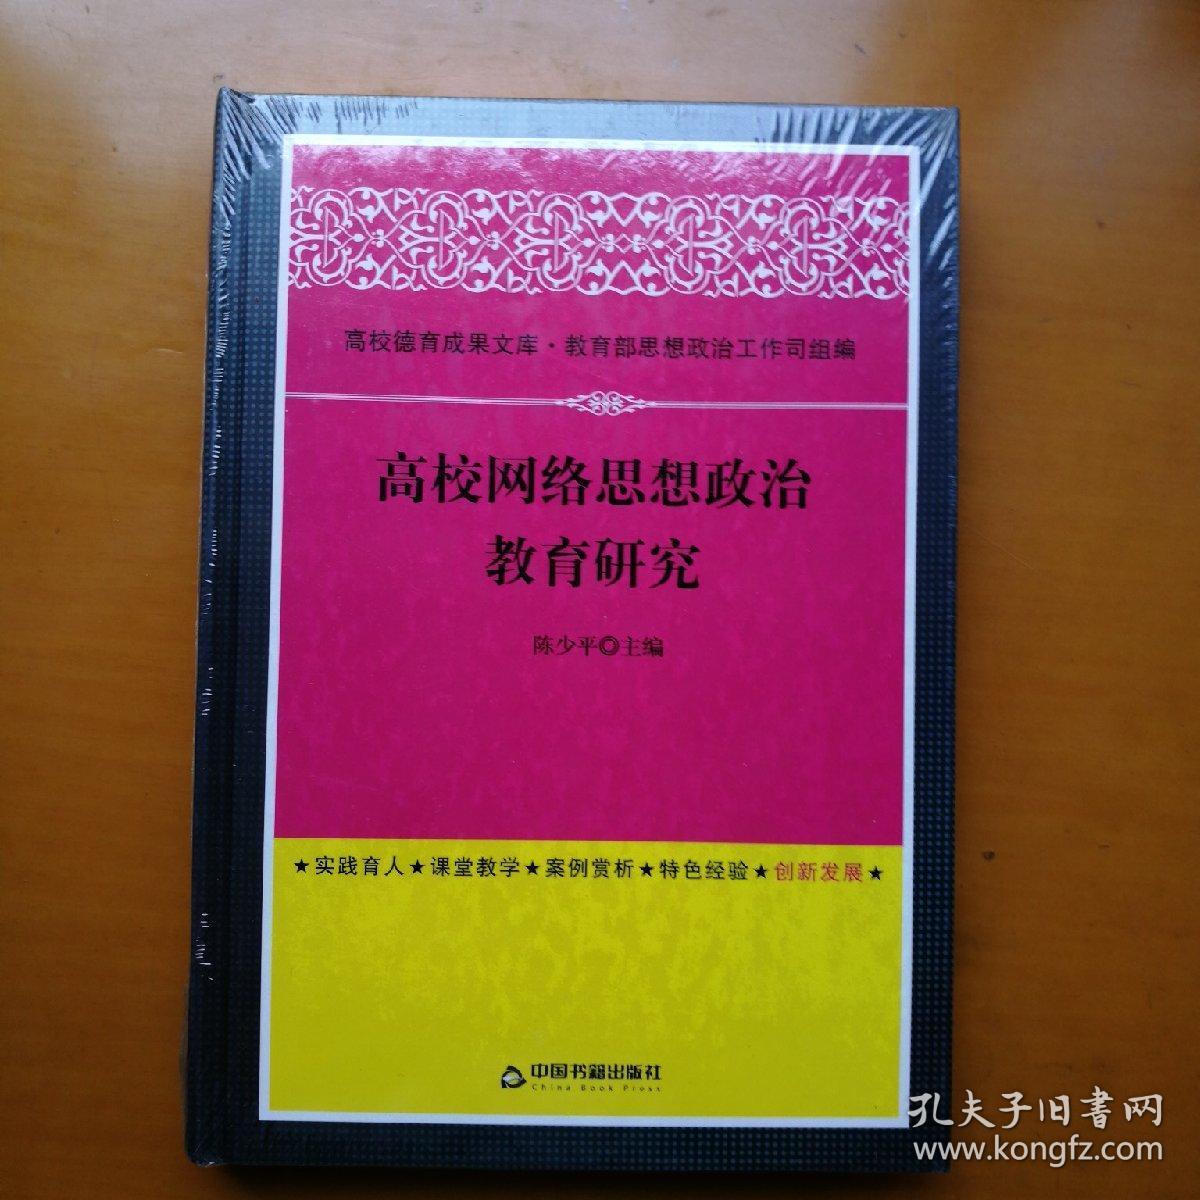 高校德育成果文库·教育部思想政治工作司组编
高校网络思想政治
教育研究
陈少平◎主编
★实践育人★课堂教学★案例赏析★特色经验★创新发展★
中国书籍出版社
China Book Press
孔夫子旧书网
www.kongfz.com